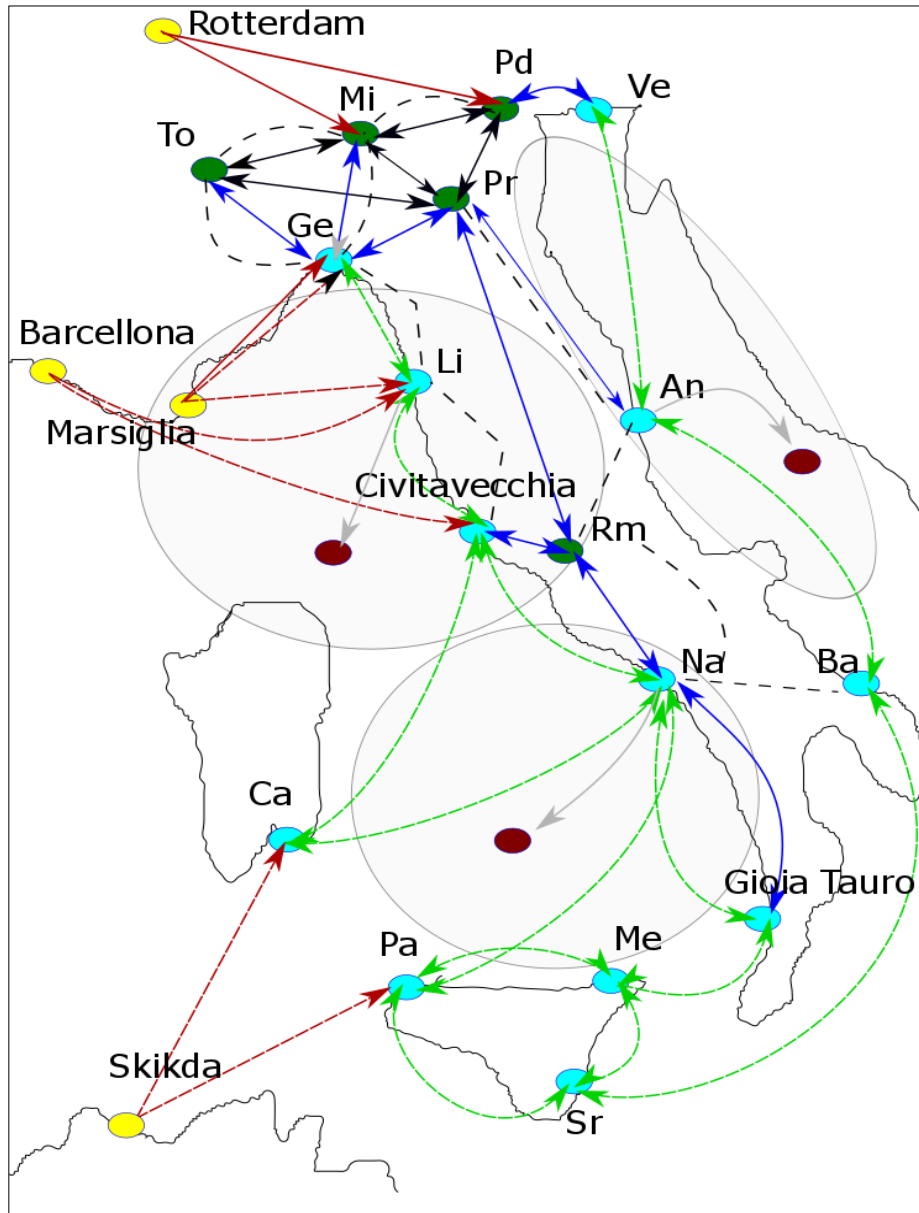 Rotterdam
Pd
Ve
Mi
To
Pr
Ge
Barcellona
Li
An
Marsiglia
Civitavecchia
Rm
Na
Ba
Ca
Gioja Tauro
Pa
Me
Skikda
Sr